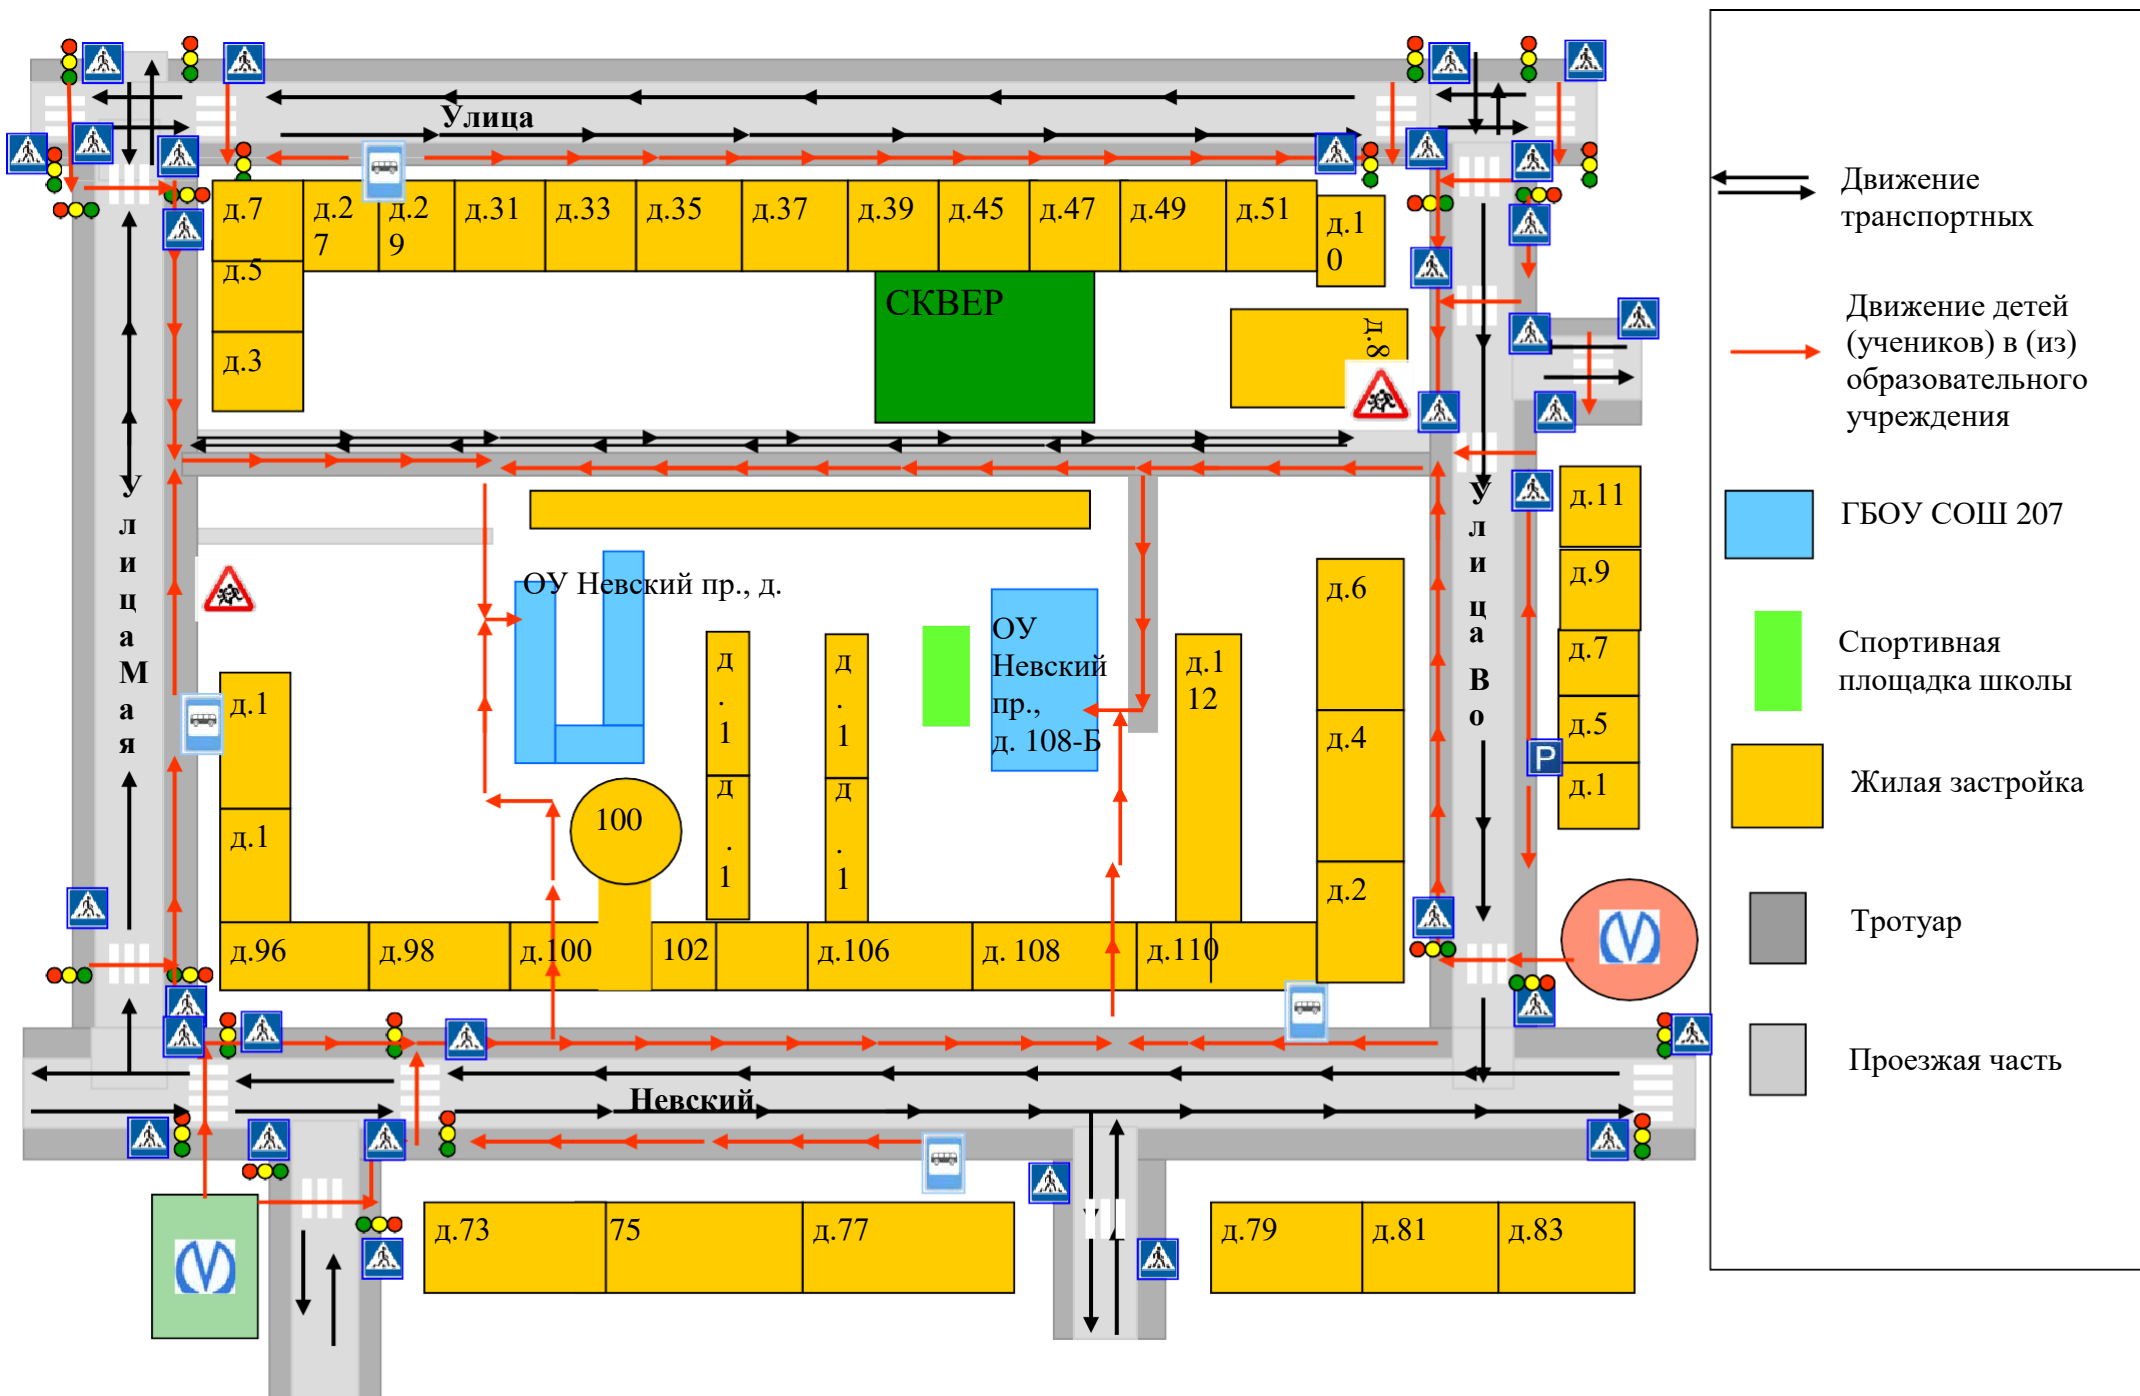 Улица
д.7
д.2
7
д.2
9
д.31
д.33
д.35
д.37
д.39
д.45
д.47
д.49
д.51
д.1
0
д.5
д.3
СКВЕР
д.8
Улица Мая
Улица Во
ОУ Невский пр., д.
ОУ
Невский
пр.,
д. 108-Б
д
.
1
д
.
1
д
.
1
д
.
1
д.1
12
д.6
д.4
д.2
д.11
д.9
д.7
д.5
P
д.1
д.1
д.1
100
д.96
д.98
д.100
102
д.106
д. 108
д.110
Невский
д.73
75
д.77
д.79
д.81
д.83
Движение
транспортных
Движение детей
(учеников) в (из)
образовательного
учреждения
ГБОУ СОШ 207
Спортивная
площадка школы
Жилая застройка
Тротуар
Проезжая часть